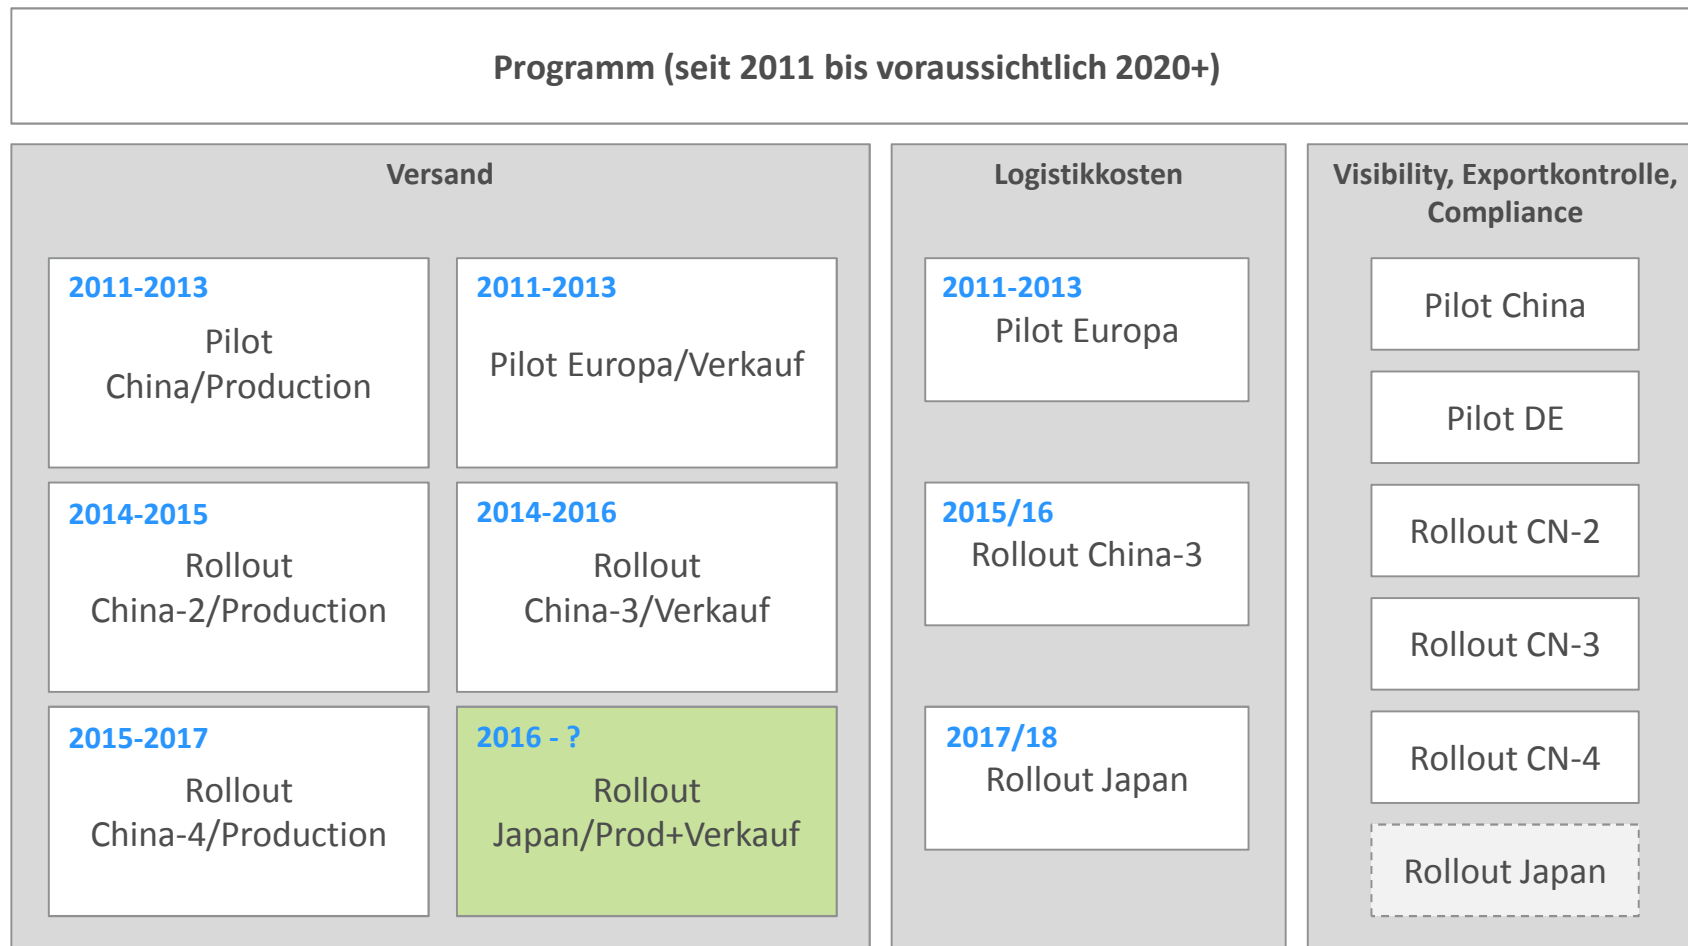 Programm (seit 2011 bis voraussichtlich 2020+)
Versand
2011-2013
Pilot
China/Production
2011-2013
Pilot Europa/Verkauf
2014-2015
Rollout
China-2/Production
2014-2016
Rollout
China-3/Verkauf
2015-2017
Rollout
China-4/Production
2016 - ?
Rollout
Japan/Prod+Verkauf
Logistikkosten
2011-2013
Pilot Europa
2015/16
Rollout China-3
2017/18
Rollout Japan
Visibility, Exportkontrolle,
Compliance
Pilot China
Pilot DE
Rollout CN-2
Rollout CN-3
Rollout CN-4
Rollout Japan